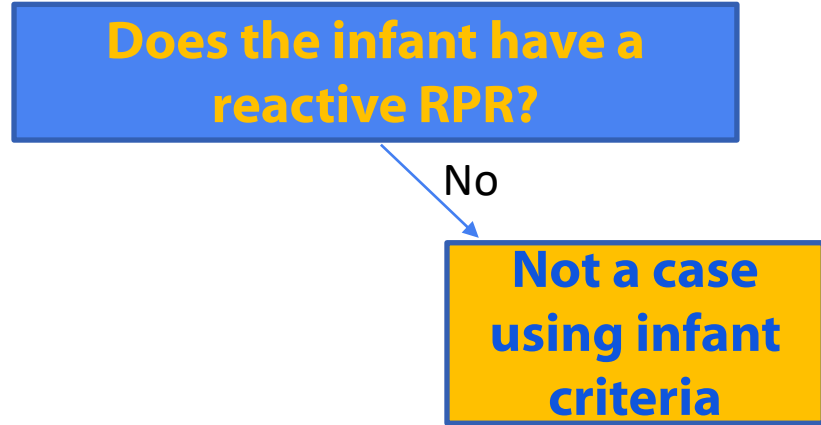 Does the infant have a
reactive RPR?
No
Not a case
using infant
criteria